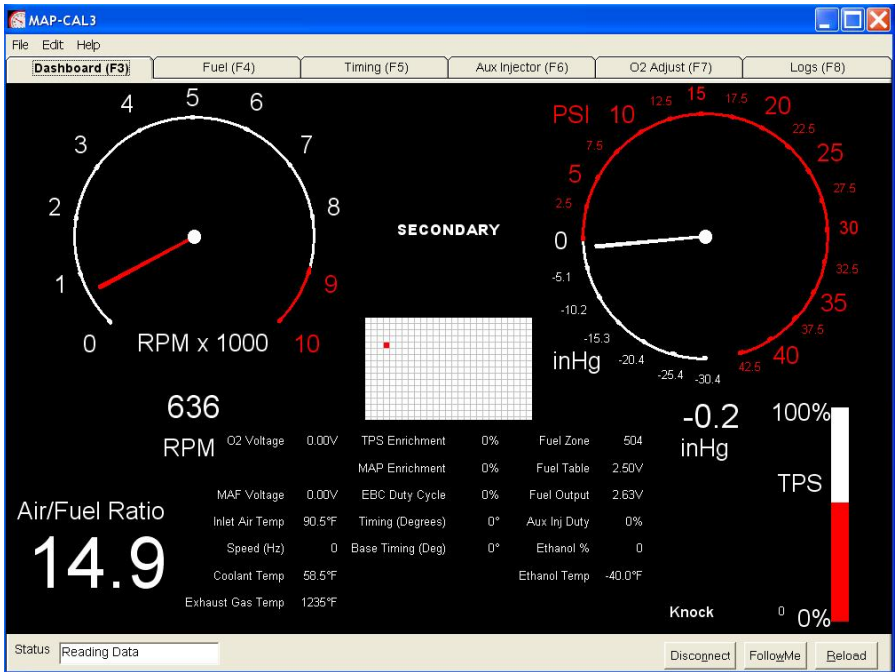 MAP-CAL3
File Edit Help
Dashboard (F3) Fuel (F4) Timing (F5) Aux Injector (F6) O2 Adjust (F7) Logs (F8)
0 1 2 3 4 5 6 7 8 9 10
RPM x 1000
SECONDARY
PSI 2.5 5 7.5 10 12.5 15 17.5 20 22.5 25 27.5 30 32.5 35 37.5 40 42.5
0 -5.1 -10.2 -15.3 -20.4 -25.4 -30.4
inHg
636
RPM
-0.2
inHg
100%
TPS
0%
O2 Voltage 0.00V TPS Enrichment 0% Fuel Zone 504
MAP Enrichment 0% Fuel Table 2.50V
MAF Voltage 0.00V EBC Duty Cycle 0% Fuel Output 2.63V
Inlet Air Temp 90.5°F Timing (Degrees) 0° Aux Inj Duty 0%
Speed (Hz) 0 Base Timing (Deg) 0° Ethanol % 0
Coolant Temp 58.5°F Ethanol Temp -40.0°F
Exhaust Gas Temp 1235°F
Air/Fuel Ratio
14.9
Knock 0
Status Reading Data Disconnect FollowMe Reload